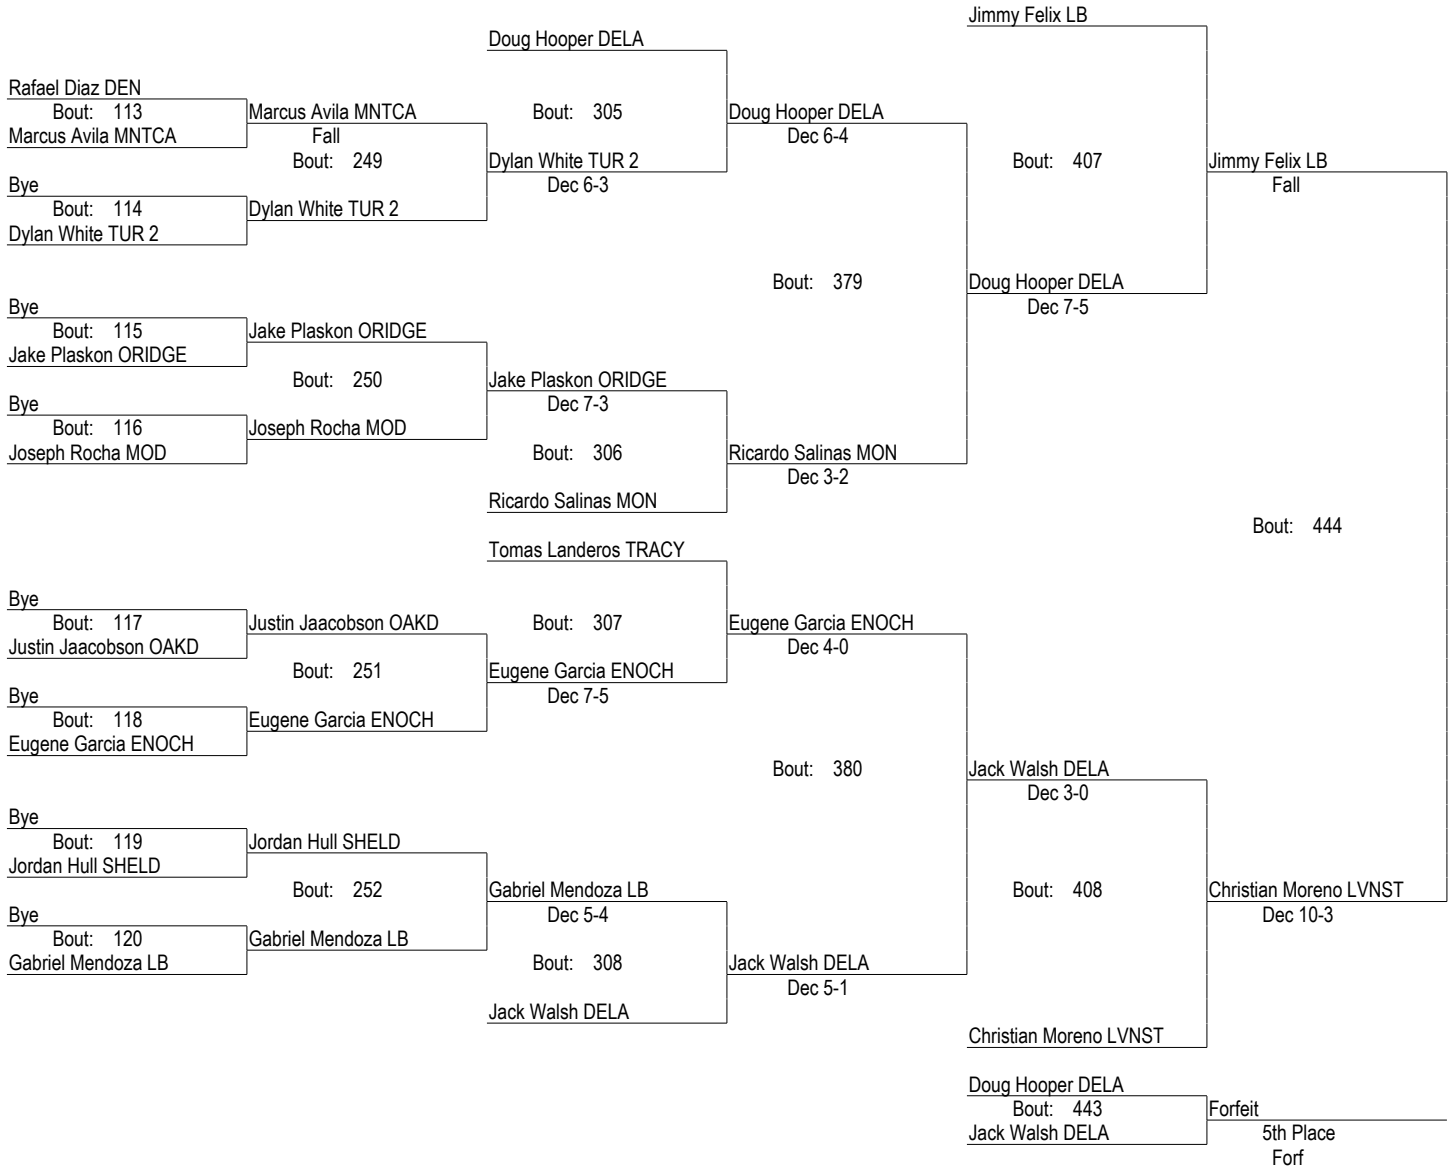 Jimmy Felix LB
Doug Hooper DELA
Rafael Diaz DEN
Bout: 113
Marcus Avila MNTCA
Marcus Avila MNTCA
Fall
Bout: 305
Doug Hooper DELA
Dec 6-4
Bout: 249
Dylan White TUR 2
Dec 6-3
Bout: 407
Jimmy Felix LB
Fall
Bye
Bout: 114
Dylan White TUR 2
Dylan White TUR 2
Bout: 379
Doug Hooper DELA
Dec 7-5
Bye
Bout: 115
Jake Plaskon ORIDGE
Jake Plaskon ORIDGE
Bout: 250
Jake Plaskon ORIDGE
Dec 7-3
Bye
Bout: 116
Joseph Rocha MOD
Joseph Rocha MOD
Bout: 306
Ricardo Salinas MON
Dec 3-2
Ricardo Salinas MON
Bout: 444
Tomas Landeros TRACY
Bye
Bout: 117
Justin Jaacobson OAKD
Justin Jaacobson OAKD
Bout: 307
Eugene Garcia ENOCH
Dec 4-0
Bout: 251
Eugene Garcia ENOCH
Dec 7-5
Bye
Bout: 118
Eugene Garcia ENOCH
Eugene Garcia ENOCH
Bout: 380
Jack Walsh DELA
Dec 3-0
Bye
Bout: 119
Jordan Hull SHELD
Jordan Hull SHELD
Bout: 252
Gabriel Mendoza LB
Dec 5-4
Bout: 408
Christian Moreno LVNST
Dec 10-3
Bye
Bout: 120
Gabriel Mendoza LB
Gabriel Mendoza LB
Bout: 308
Jack Walsh DELA
Dec 5-1
Jack Walsh DELA
Christian Moreno LVNST
Doug Hooper DELA
Bout: 443
Jack Walsh DELA
Forfeit
5th Place
Forf